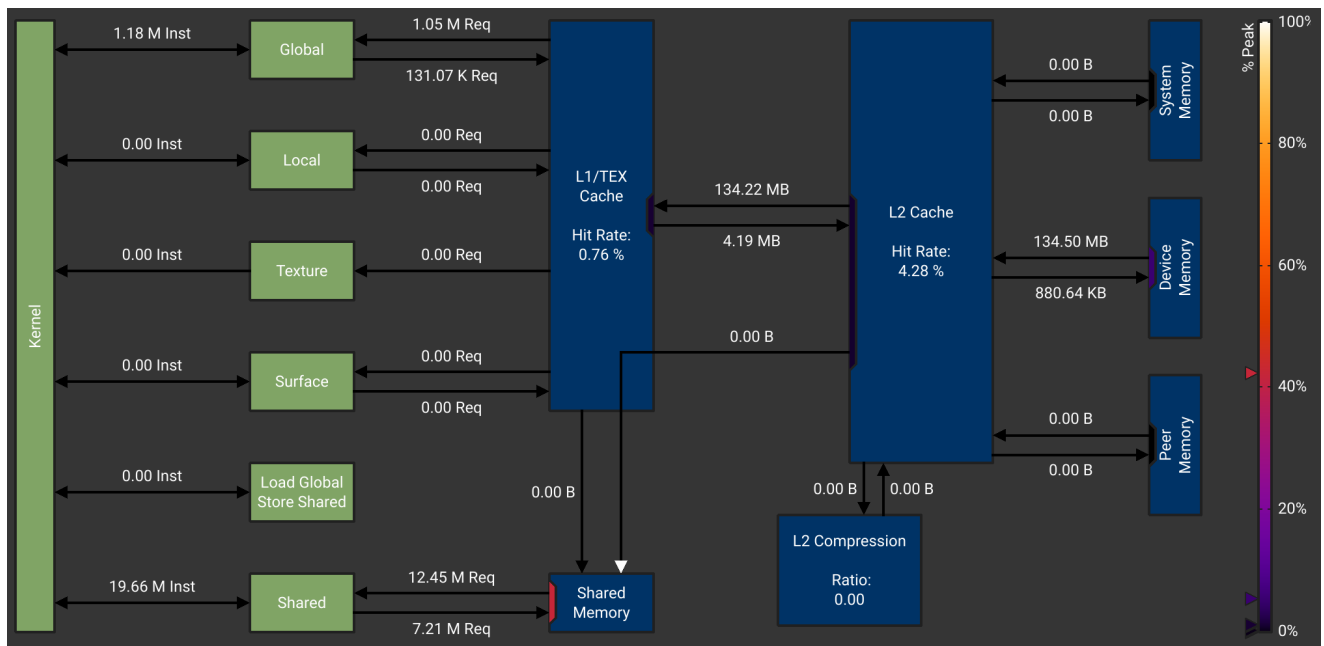 1.18 M Inst
Global
1.05 M Req
131.07 K Req
0.00 Inst
Local
0.00 Req
0.00 Req
0.00 Inst
Texture
0.00 Req
0.00 Inst
Surface
0.00 Req
0.00 Req
0.00 Inst
Load Global
Store Shared
19.66 M Inst
Shared
12.45 M Req
7.21 M Req
Kernel
L1/TEX
Cache
Hit Rate:
0.76 %
0.00 B
Shared
Memory
134.22 MB
4.19 MB
0.00 B
L2 Cache
Hit Rate:
4.28 %
0.00 B
0.00 B
L2 Compression
Ratio:
0.00
0.00 B
0.00 B
System
Memory
134.50 MB
880.64 KB
Device
Memory
0.00 B
0.00 B
Peer
Memory
% Peak
100%
80%
60%
40%
20%
0%